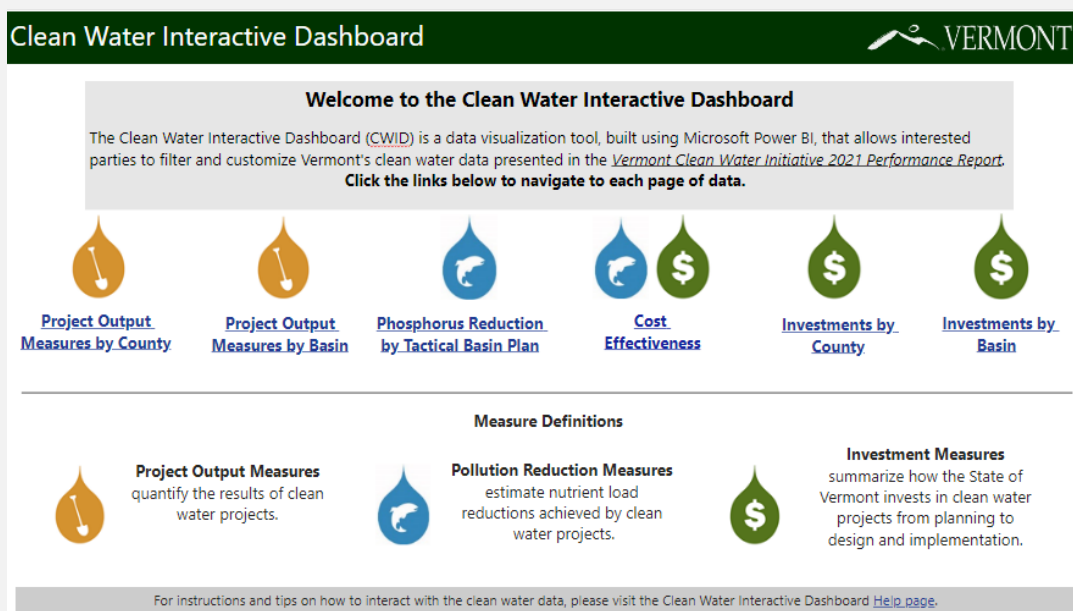 Clean Water Interactive Dashboard
VERMONT
Welcome to the Clean Water Interactive Dashboard
The Clean Water Interactive Dashboard (CWID) is a data visualization tool, built using Microsoft Power BI, that allows interested
parties to filter and customize Vermont's clean water data presented in the Vermont Clean Water Initiative 2021 Performance Report.
Click the links below to navigate to each page of data.
$
$
$
Project Output
Measures by County
Project Output
Measures by Basin
Phosphorus Reduction
by Tactical Basin Plan
Cost
Effectiveness
Investments by
County
Investments by
Basin
Measure Definitions
Project Output Measures
quantify the results of clean
water projects.
Pollution Reduction Measures
estimate nutrient load
reductions achieved by clean
water projects.
$
Investment Measures
summarize how the State of
Vermont invests in clean water
projects from planning to
design and implementation.
For instructions and tips on how to interact with the clean water data, please visit the Clean Water Interactive Dashboard Help page.